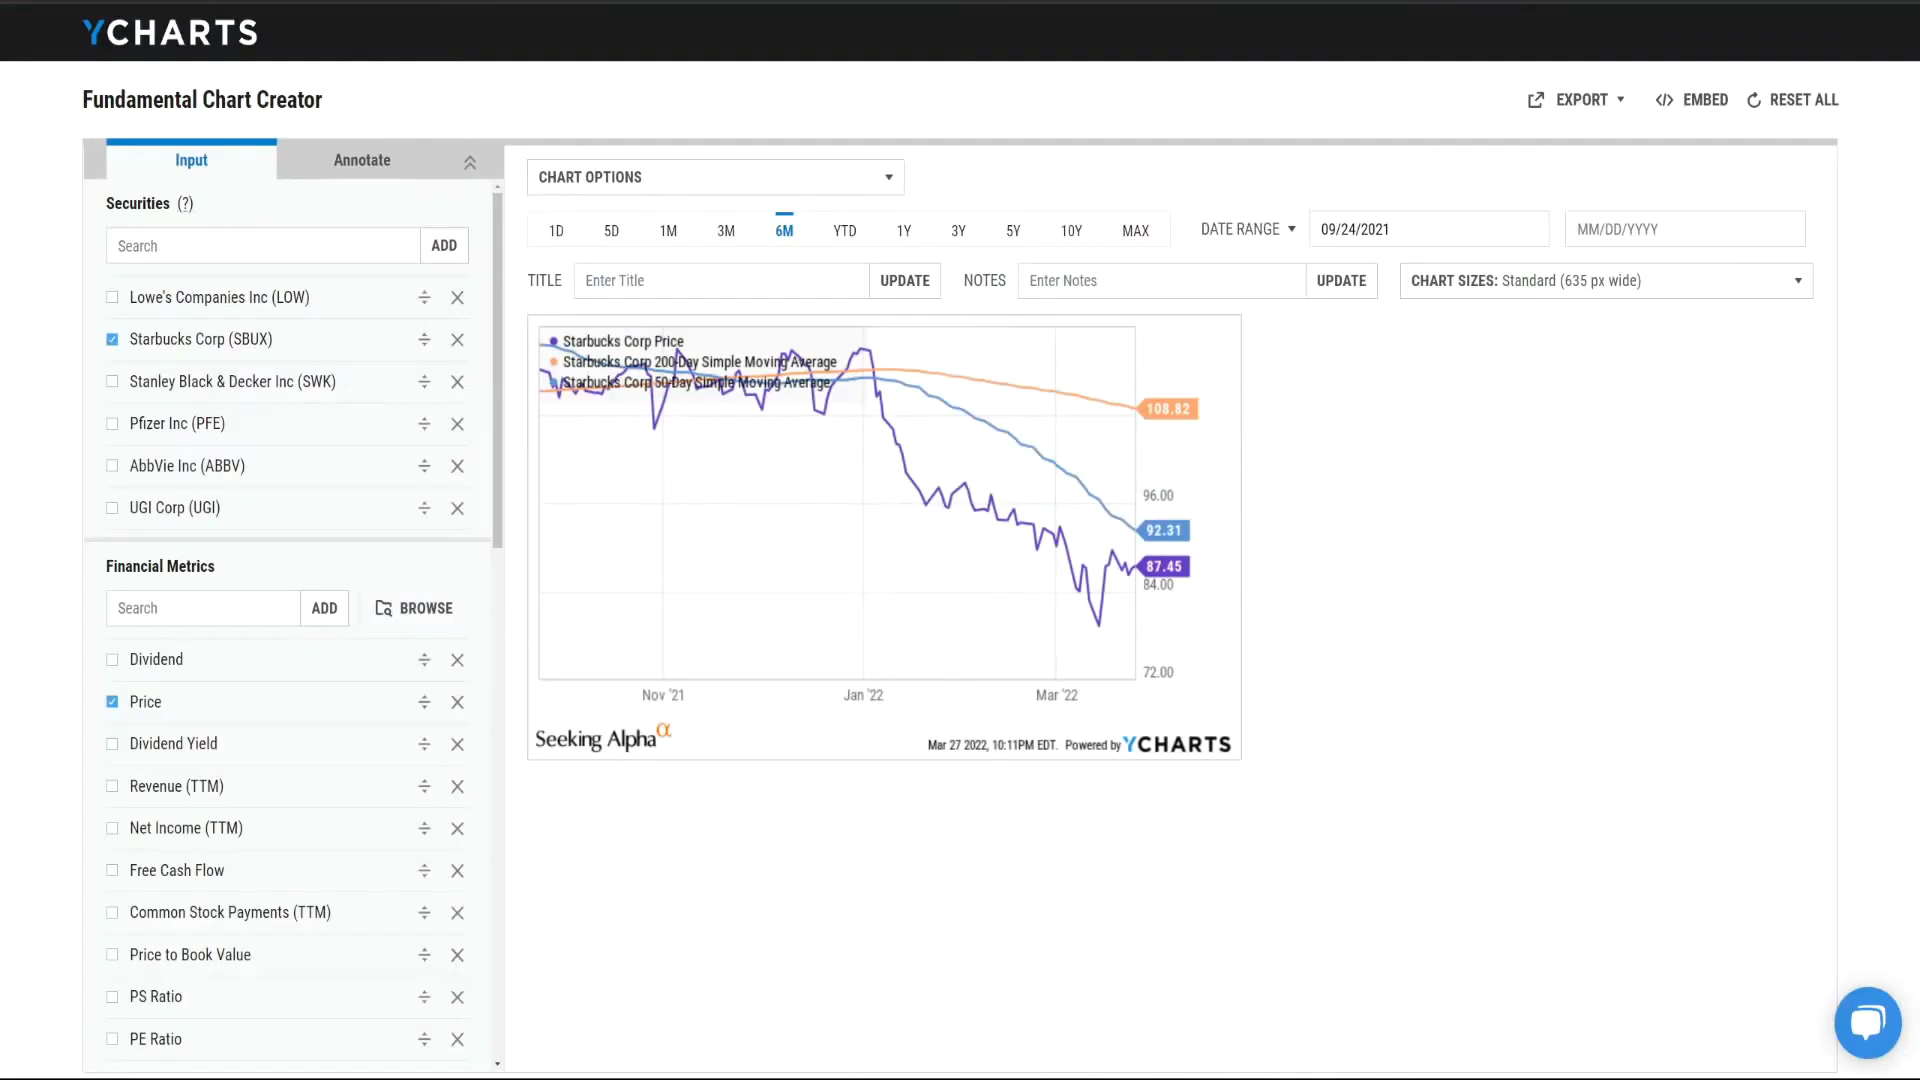 YCHARTS
Fundamental Chart Creator
EXPORT
EMBED
RESET ALL
Input
Annotate
Securities (?)
Search
ADD
Lowe's Companies Inc (LOW)
Starbucks Corp (SBUX)
Stanley Black & Decker Inc (SWK)
Pfizer Inc (PFE)
AbbVie Inc (ABBV)
UGI Corp (UGI)
Financial Metrics
Search
ADD
BROWSE
Dividend
Price
Dividend Yield
Revenue (TTM)
Net Income (TTM)
Free Cash Flow
Common Stock Payments (TTM)
Price to Book Value
PS Ratio
PE Ratio
CHART OPTIONS
1D 5D 1M 3M 6M YTD 1Y 3Y 5Y 10Y MAX
DATE RANGE
09/24/2021
MM/DD/YYYY
TITLE
Enter Title
UPDATE
NOTES
Enter Notes
UPDATE
CHART SIZES: Standard (635 px wide)
Starbucks Corp Price
Starbucks Corp 200-Day Simple Moving Average
Starbucks Corp 50-Day Simple Moving Average
108.82
96.00
92.31
87.45
84.00
72.00
Nov '21
Jan '22
Mar '22
Seeking Alpha α
Mar 27 2022, 10:11PM EDT. Powered by YCHARTS